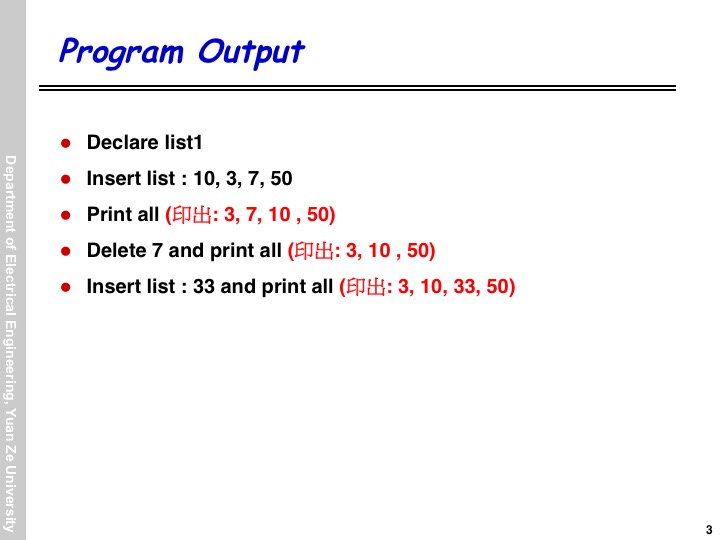 Program Output
Declare list1
Insert list : 10, 3, 7, 50
Print all (印出: 3, 7, 10 , 50)
Delete 7 and print all (印出: 3, 10 , 50)
Insert list : 33 and print all (印出: 3, 10, 33, 50)
Department of Electrical Engineering, Yuan Ze University
3